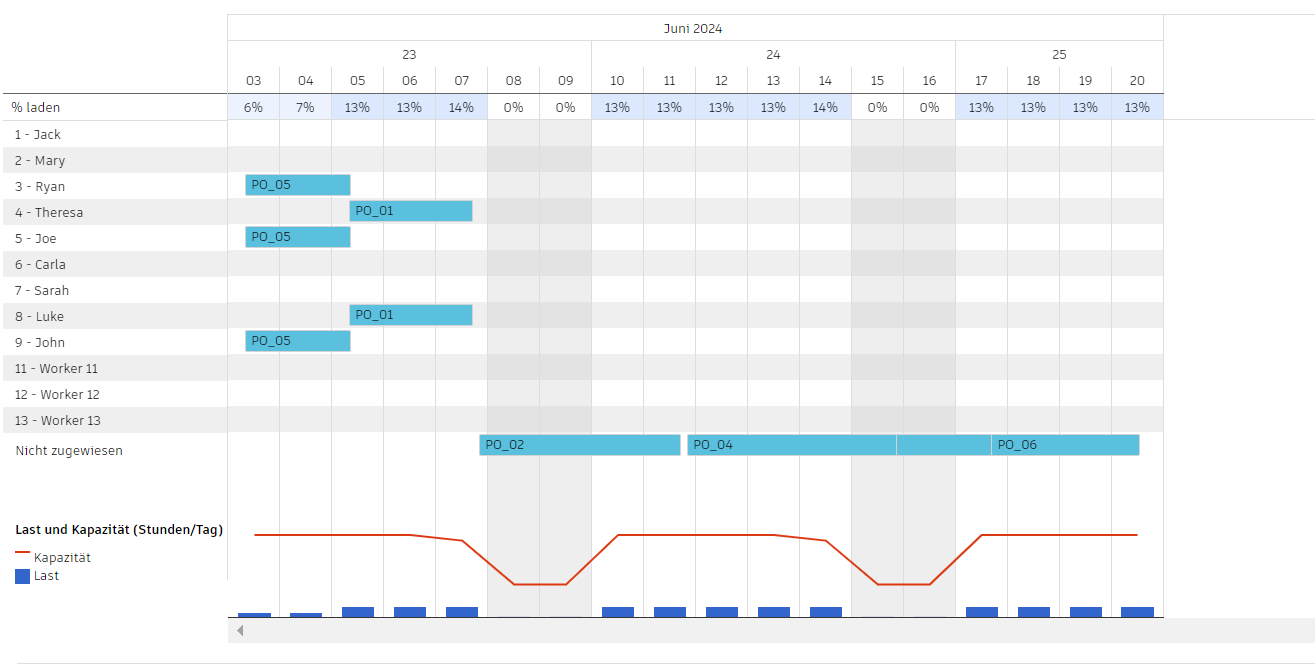 Juni 2024
23 24 25
03 04 05 06 07 08 09 10 11 12 13 14 15 16 17 18 19 20
% laden 6% 7% 13% 13% 14% 0% 0% 13% 13% 13% 13% 14% 0% 0% 13% 13% 13% 13%
1 - Jack
2 - Mary
3 - Ryan PO_05
4 - Theresa PO_01
5 - Joe PO_05
6 - Carla
7 - Sarah
8 - Luke PO_01
9 - John PO_05
11 - Worker 11
12 - Worker 12
13 - Worker 13
Nicht zugewiesen PO_02 PO_04 PO_06
Last und Kapazität (Stunden/Tag)
Kapazität
Last